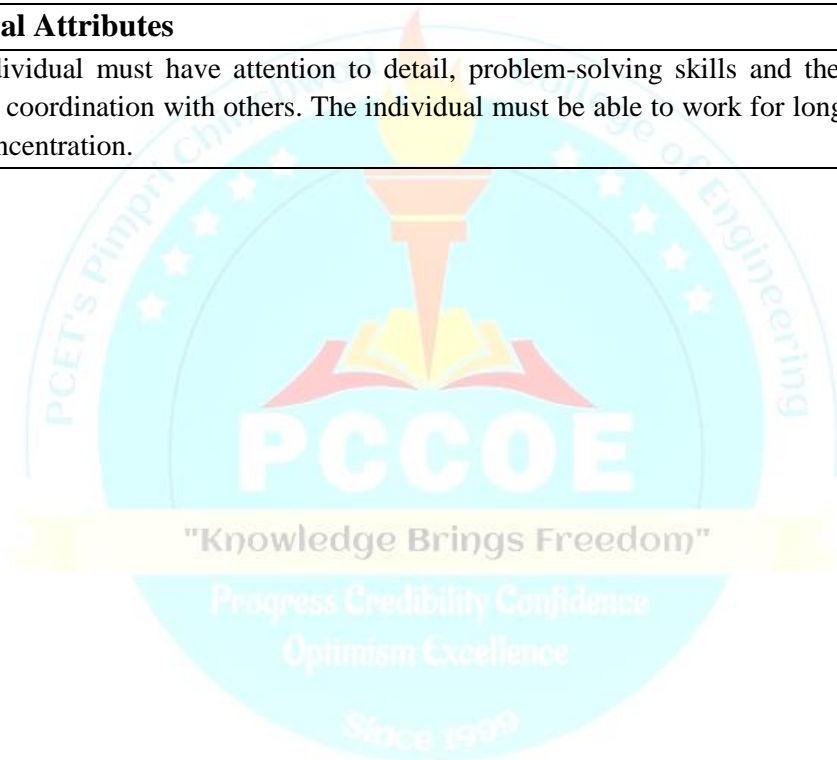 al Attributes
dividual must have attention to detail, problem-solving skills and the
coordination with others. The individual must be able to work for long
ncentration.
PCET's Pimpri Chinchwad College of Engineering
PCCOE
"Knowledge Brings Freedom"
Progress Credibility Confidence
Optimism Excellence
Since 1999